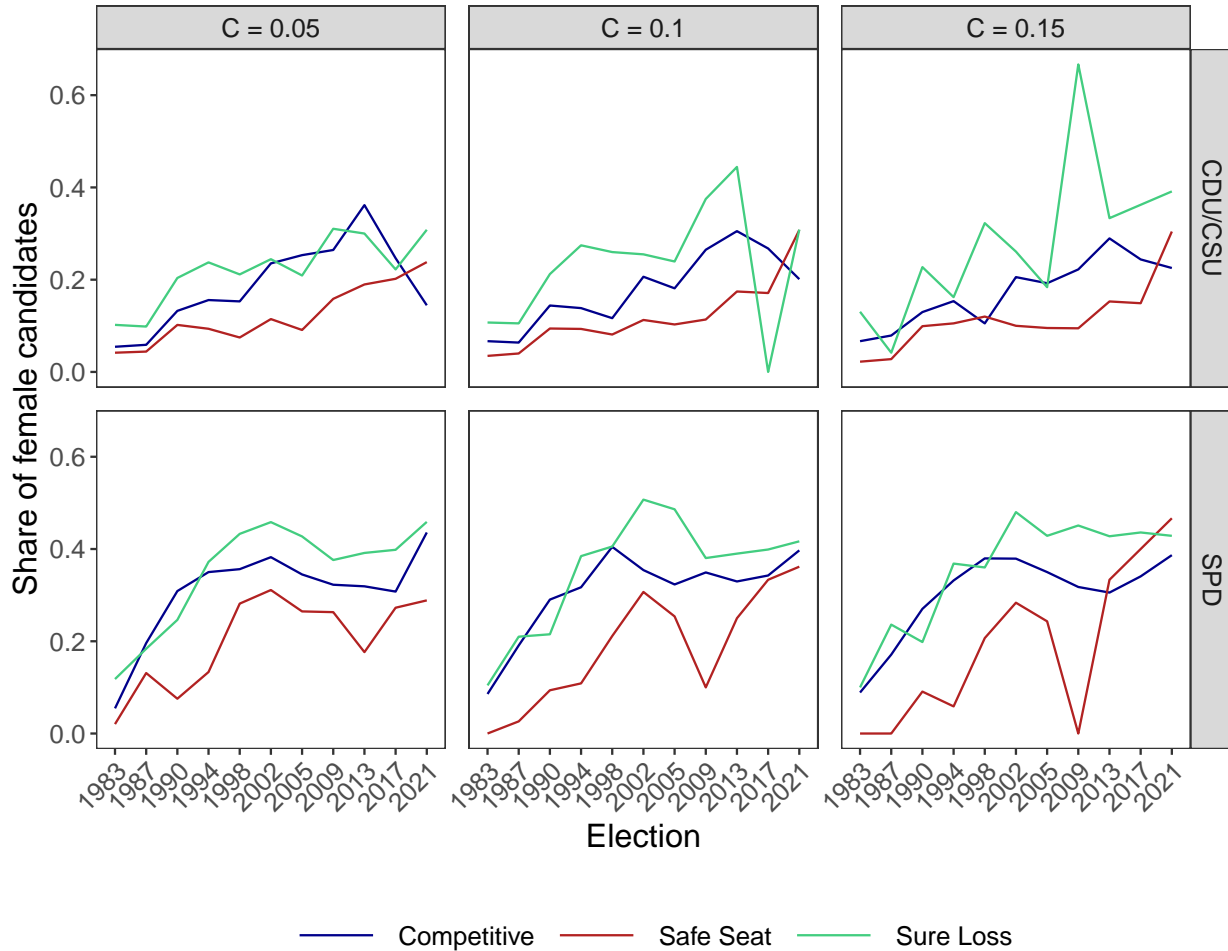 C = 0.05 C = 0.1 C = 0.15
Share of female candidates
0.6
0.4
0.2
0.0
CDU/CSU
0.6
0.4
0.2
0.0
SPD
1983 1987 1990 1994 1998 2002 2005 2009 2013 2017 2021 1983 1987 1990 1994 1998 2002 2005 2009 2013 2017 2021 1983 1987 1990 1994 1998 2002 2005 2009 2013 2017 2021
Election
Competitive Safe Seat Sure Loss